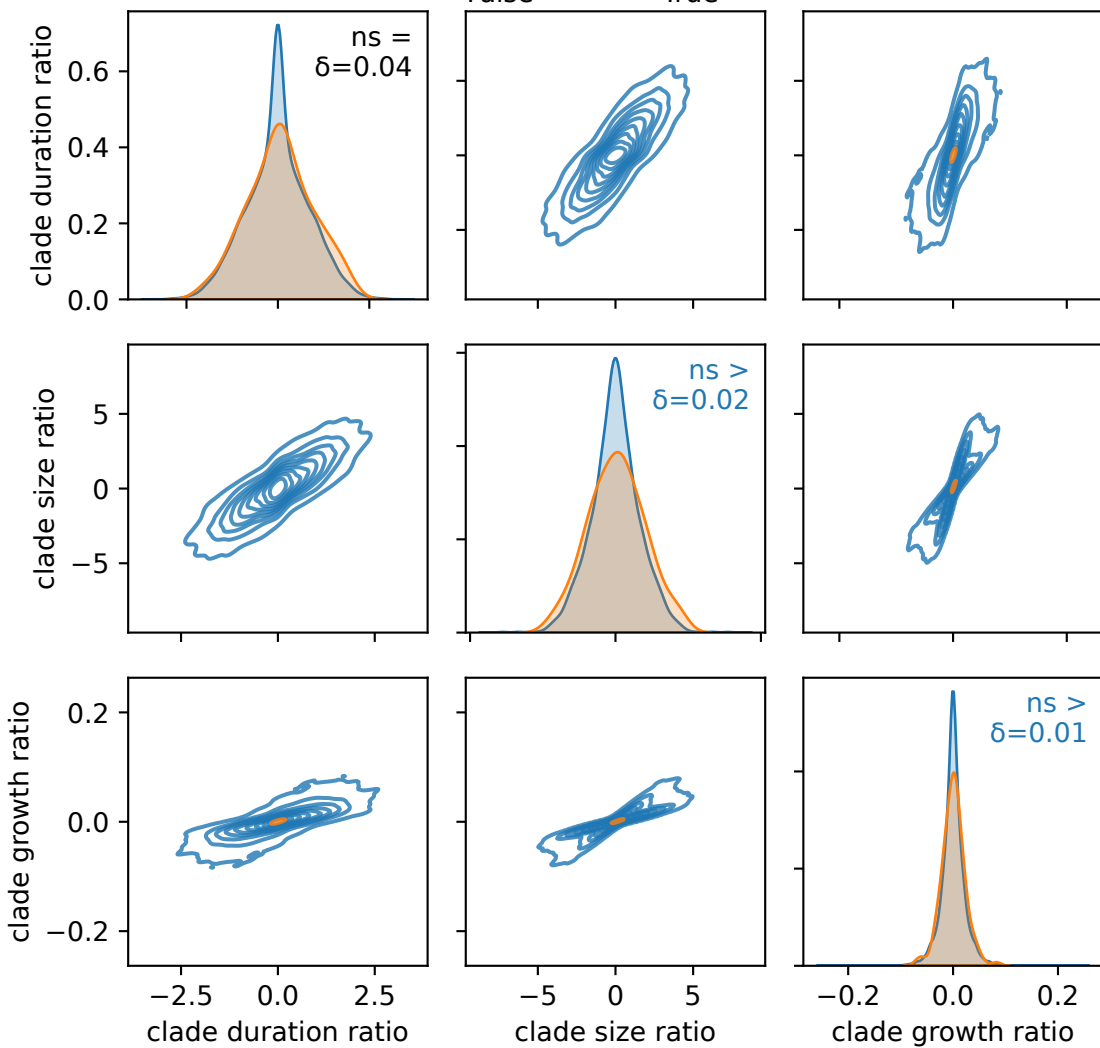 clade duration ratio
0.6
0.4
0.2
0.0
ns =
δ=0.04
clade size ratio
5
0
−5
ns >
δ=0.02
clade growth ratio
0.2
0.0
−0.2
ns >
δ=0.01
−2.5 0.0 2.5
−5 0 5
−0.2 0.0 0.2
clade duration ratio
clade size ratio
clade growth ratio